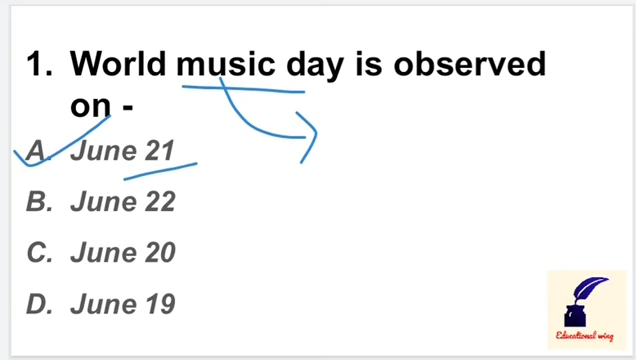 1. World music day is observed
on -
A. June 21
B. June 22
C. June 20
D. June 19
Educational wing